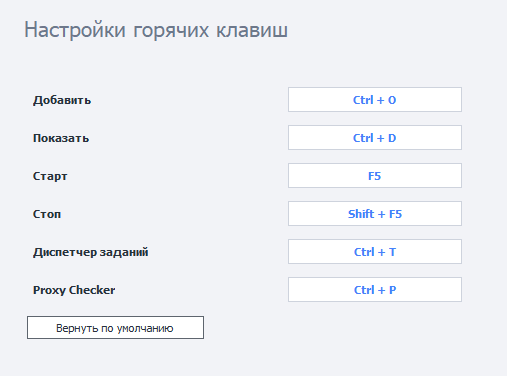 Настройки горячих клавиш
Добавить Ctrl + O
Показать Ctrl + D
Старт F5
Стоп Shift + F5
Диспетчер заданий Ctrl + T
Proxy Checker Ctrl + P
Вернуть по умолчанию